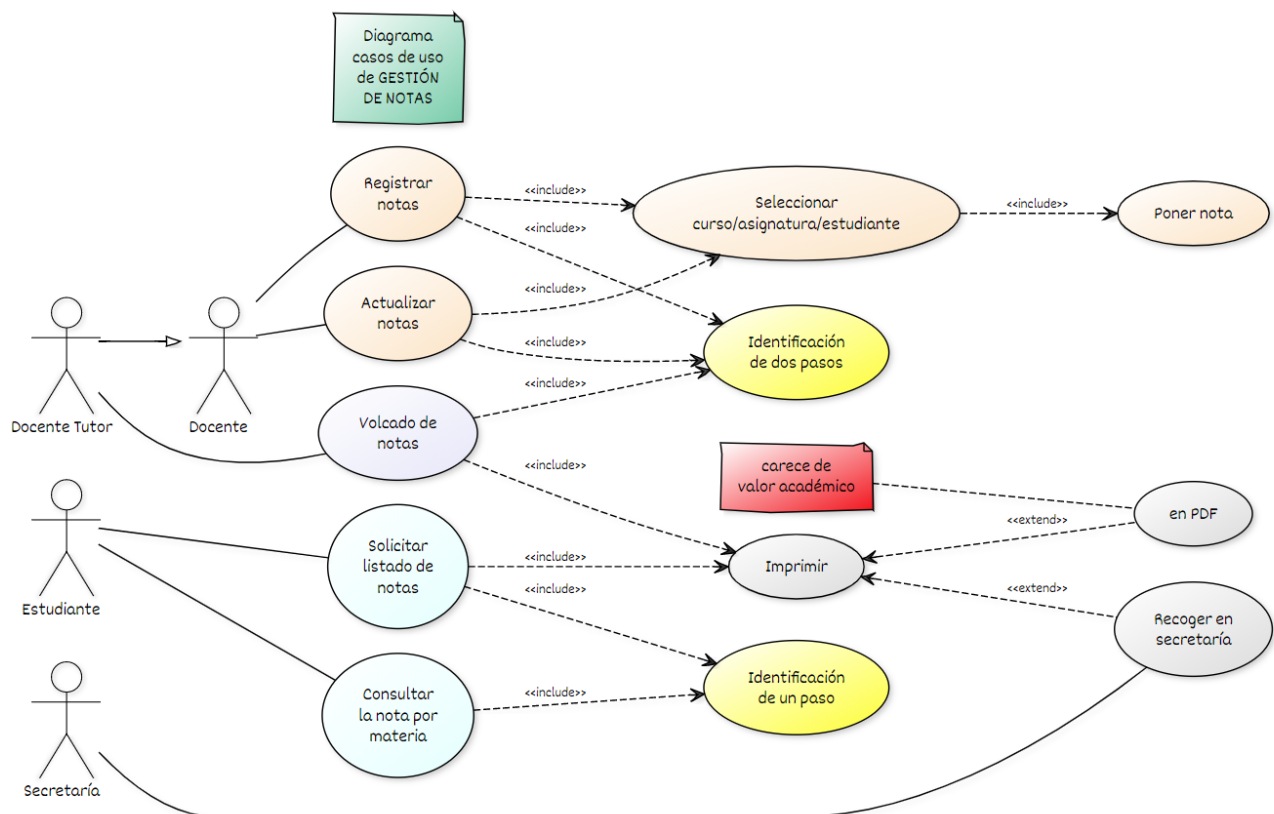 Diagrama
casos de uso
de GESTIÓN
DE NOTAS
Registrar
notas
<<include>>
<<include>>
Seleccionar
curso/asignatura/estudiante
<<include>>
Poner nota
Actualizar
notas
<<include>>
<<include>>
Identificación
de dos pasos
Docente Tutor
Docente
Volcado de
notas
<<include>>
<<include>>
carece de
valor académico
en PDF
<<extend>>
Estudiante
Solicitar
listado de
notas
<<include>>
<<include>>
Imprimir
<<extend>>
Recoger en
secretaría
Consultar
la nota por
materia
<<include>>
Identificación
de un paso
Secretaría